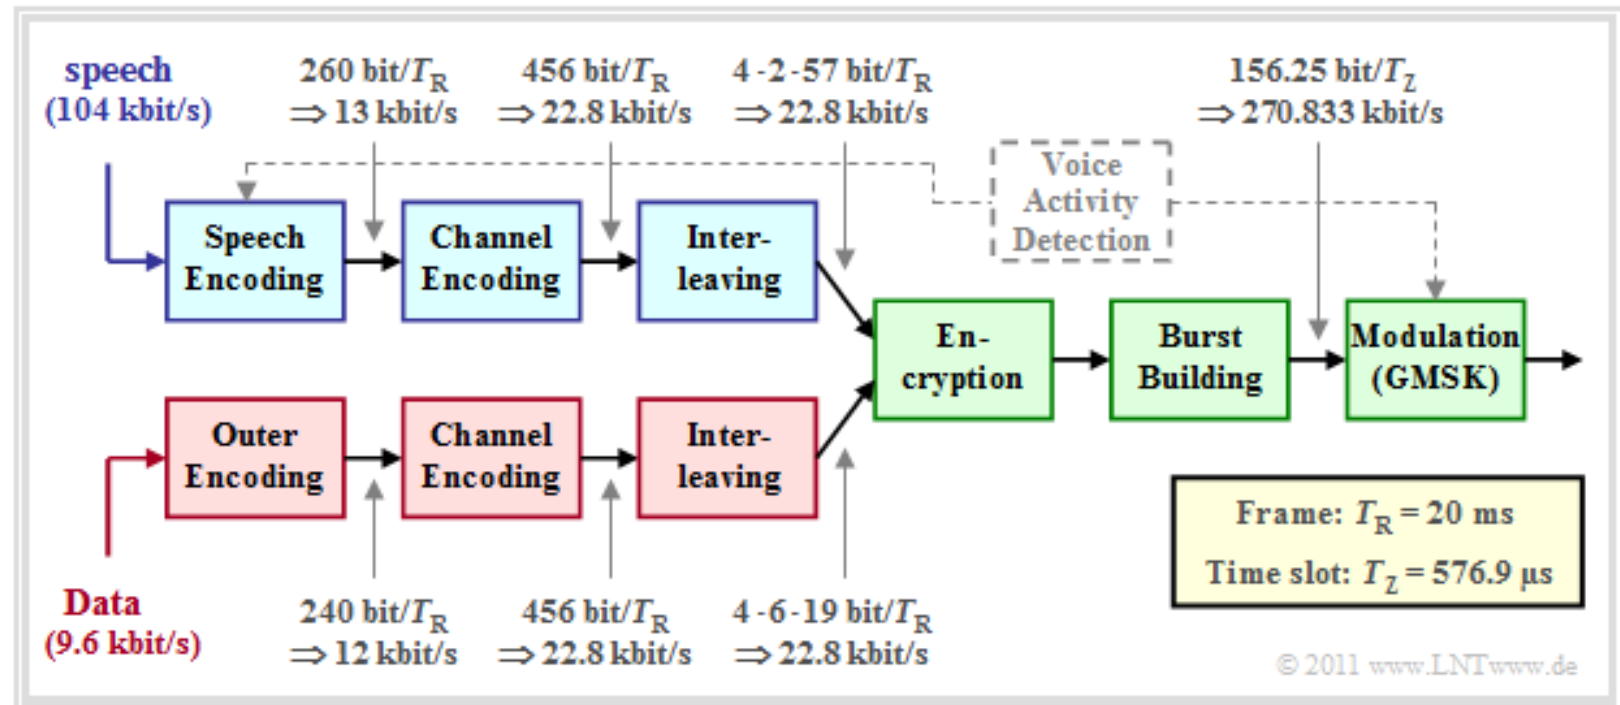 speech
(104 kbit/s)
260 bit/T_R
⇒ 13 kbit/s
456 bit/T_R
⇒ 22.8 kbit/s
4 -2 -57 bit/T_R
⇒ 22.8 kbit/s
156.25 bit/T_Z
⇒ 270.833 kbit/s
Voice
Activity
Detection
Speech
Encoding
Channel
Encoding
Inter-
leaving
En-
cryption
Burst
Building
Modulation
(GMSK)
Outer
Encoding
Channel
Encoding
Inter-
leaving
Data
(9.6 kbit/s)
240 bit/T_R
⇒ 12 kbit/s
456 bit/T_R
⇒ 22.8 kbit/s
4 -6 -19 bit/T_R
⇒ 22.8 kbit/s
Frame: T_R = 20 ms
Time slot: T_Z = 576.9 μs
© 2011 www.LNTwww.de